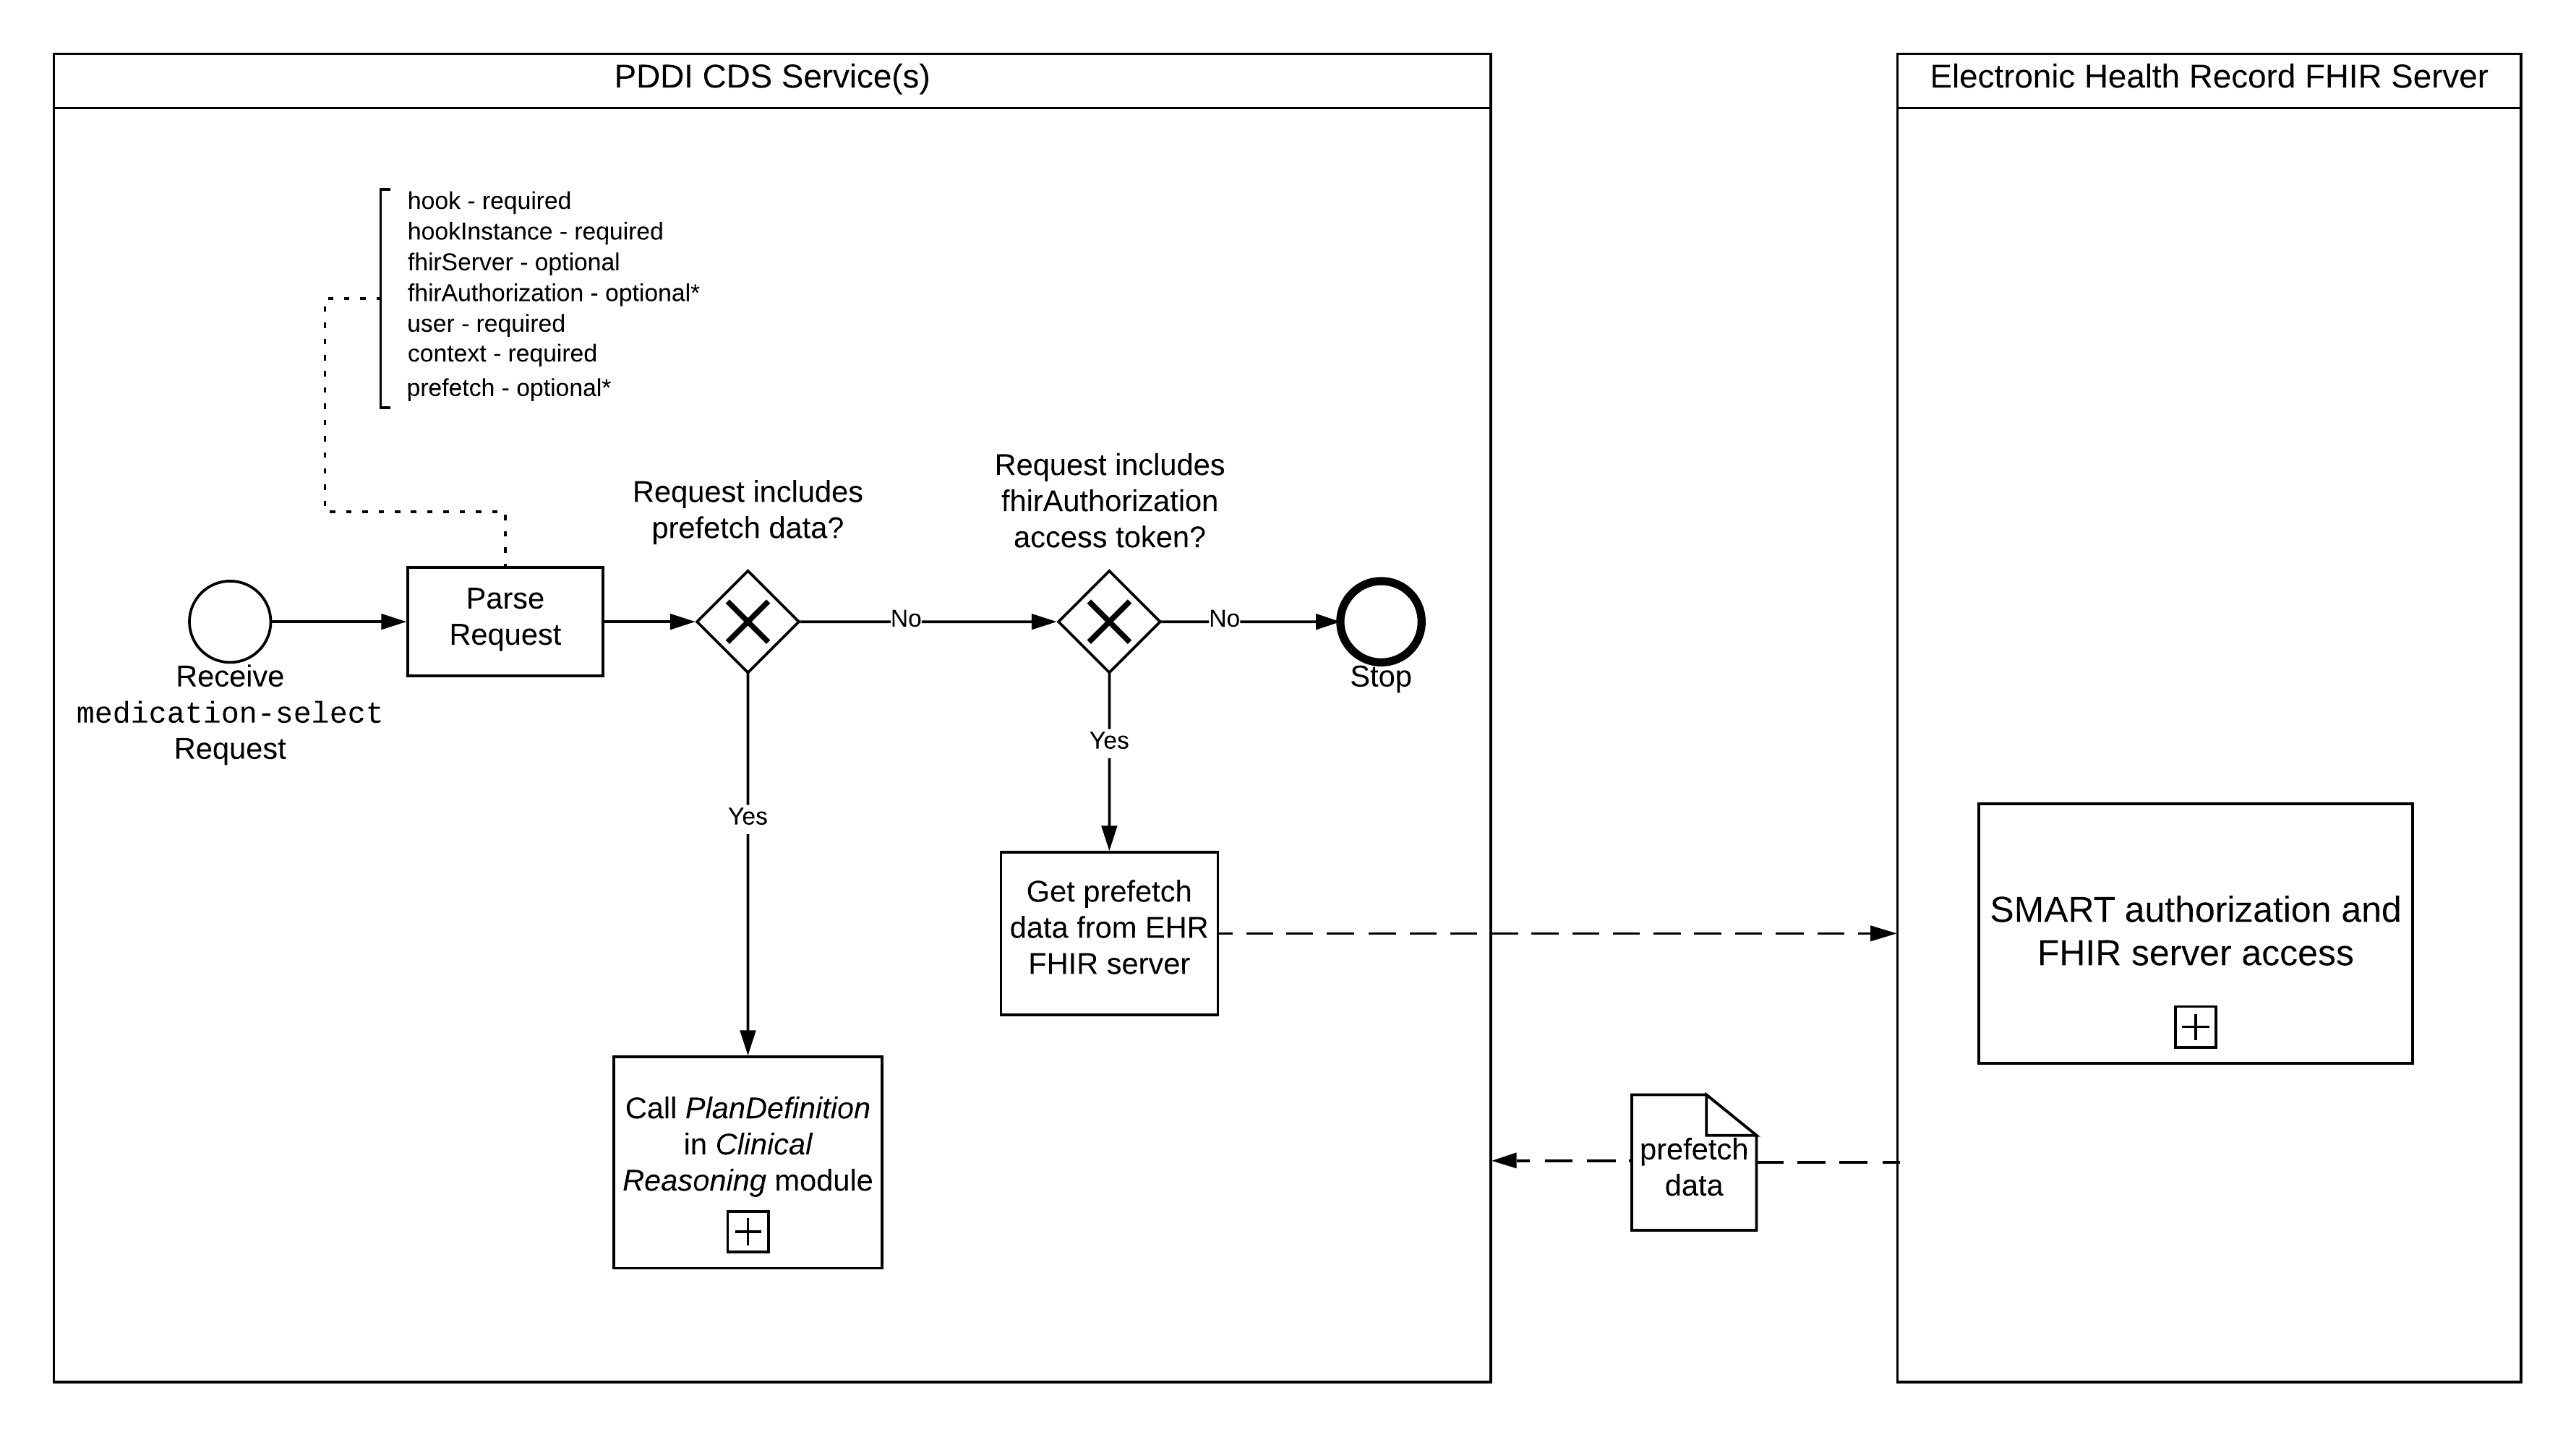 PDDI CDS Service(s)
Electronic Health Record FHIR Server
hook - required
hookInstance - required
fhirServer - optional
fhirAuthorization - optional*
user - required
context - required
prefetch - optional*
Request includes
prefetch data?
Request includes
fhirAuthorization
access token?
Receive
medication-select
Request
Parse
Request
No
No
Stop
Yes
Yes
Get prefetch
data from EHR
FHIR server
SMART authorization and
FHIR server access
Call PlanDefinition
in Clinical
Reasoning module
prefetch
data